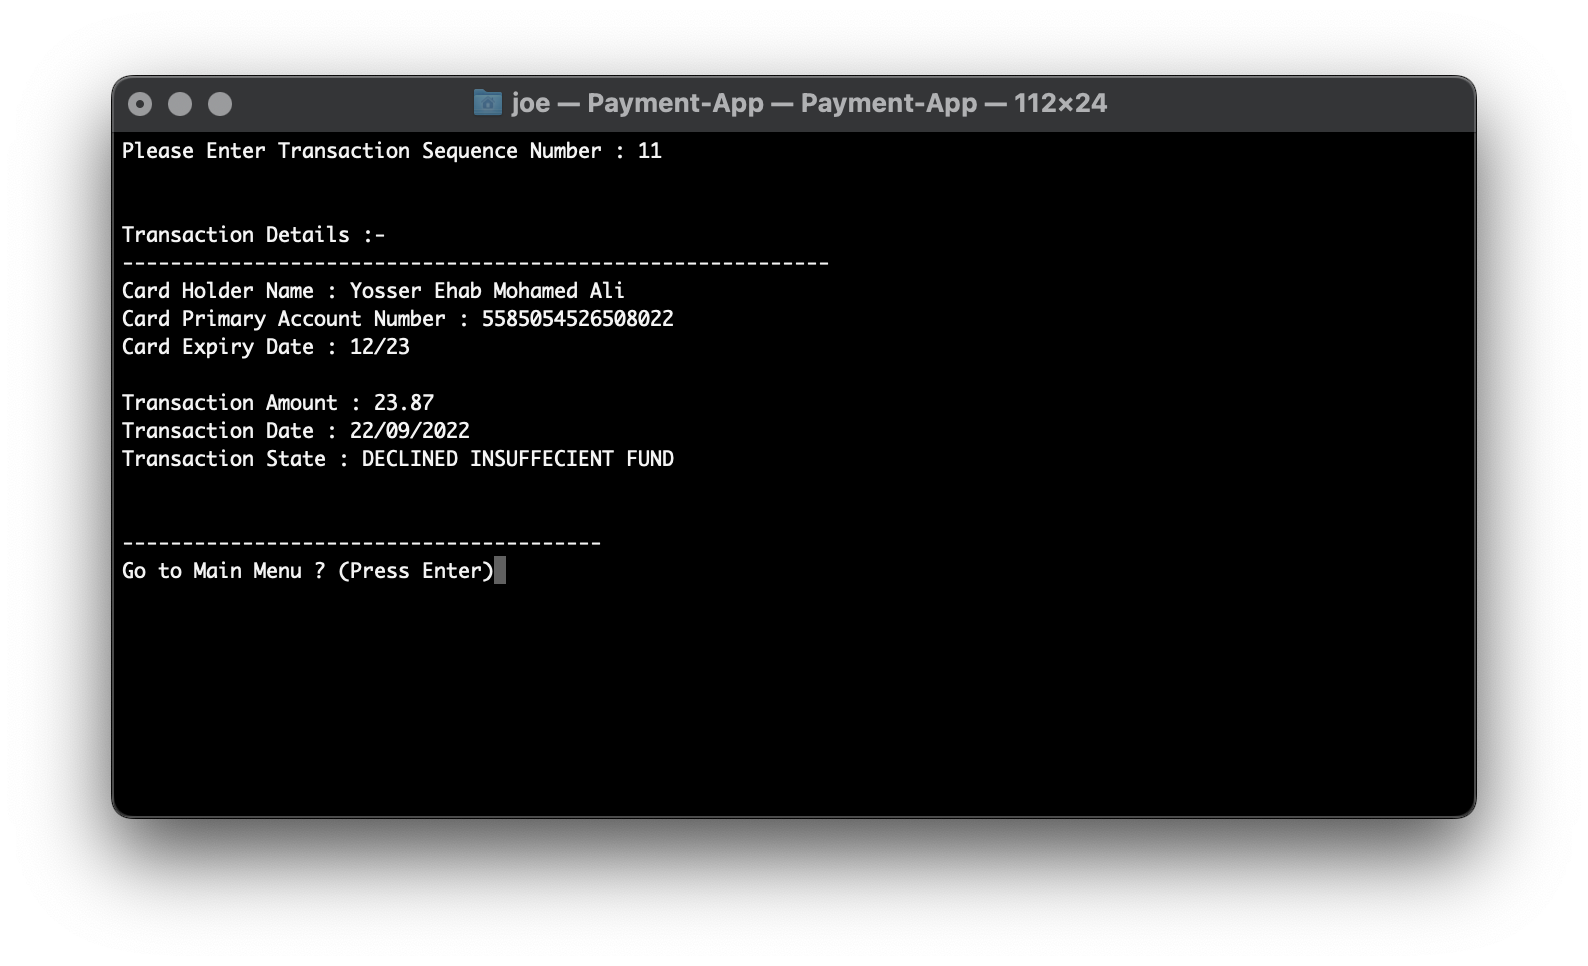 joe — Payment-App — Payment-App — 112×24
Please Enter Transaction Sequence Number : 11
Transaction Details :-
-----------------------------------------------------------
Card Holder Name : Yosser Ehab Mohamed Ali
Card Primary Account Number : 5585054526508022
Card Expiry Date : 12/23
Transaction Amount : 23.87
Transaction Date : 22/09/2022
Transaction State : DECLINED INSUFFECIENT FUND
----------------------------------------
Go to Main Menu ? (Press Enter)